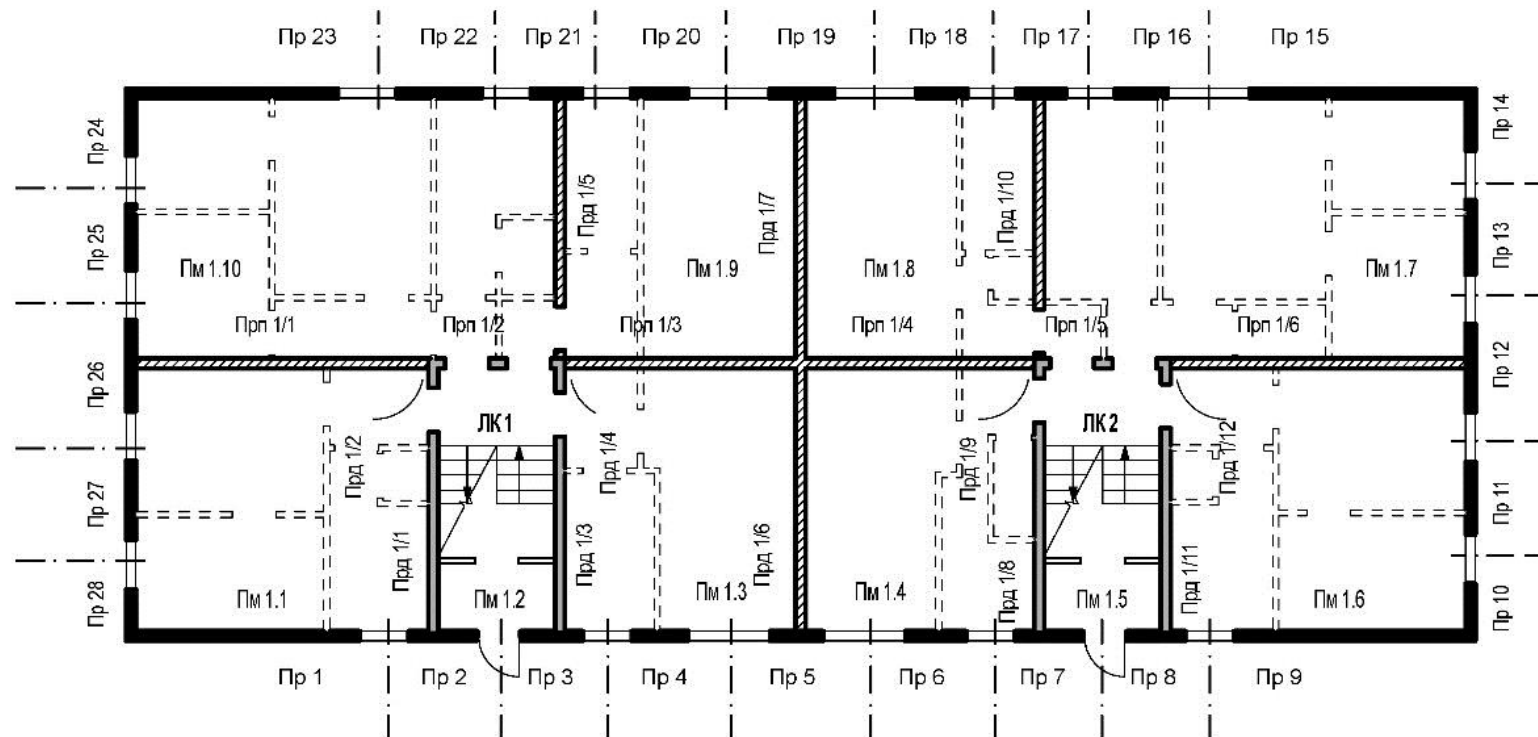 Пр 23 Пр 22 Пр 21 Пр 20 Пр 19 Пр 18 Пр 17 Пр 16 Пр 15
Пр 24
Пр 14
Прд 1/5
Прд 1/7
Прд 1/10
Пр 25
Пр 13
Пм 1.10
Пм 1.9
Пм 1.8
Пм 1.7
Прп 1/1
Прп 1/2
Прп 1/3
Прп 1/4
Прп 1/5
Прп 1/6
Пр 26
Пр 12
ЛК 1
ЛК 2
Прд 1/2
Прд 1/4
Прд 1/9
Прд 1/12
Пр 27
Пр 11
Прд 1/1
Прд 1/3
Прд 1/6
Прд 1/8
Прд 1/11
Пр 28
Пр 10
Пм 1.1
Пм 1.2
Пм 1.3
Пм 1.4
Пм 1.5
Пм 1.6
Пр 1 Пр 2 Пр 3 Пр 4 Пр 5 Пр 6 Пр 7 Пр 8 Пр 9